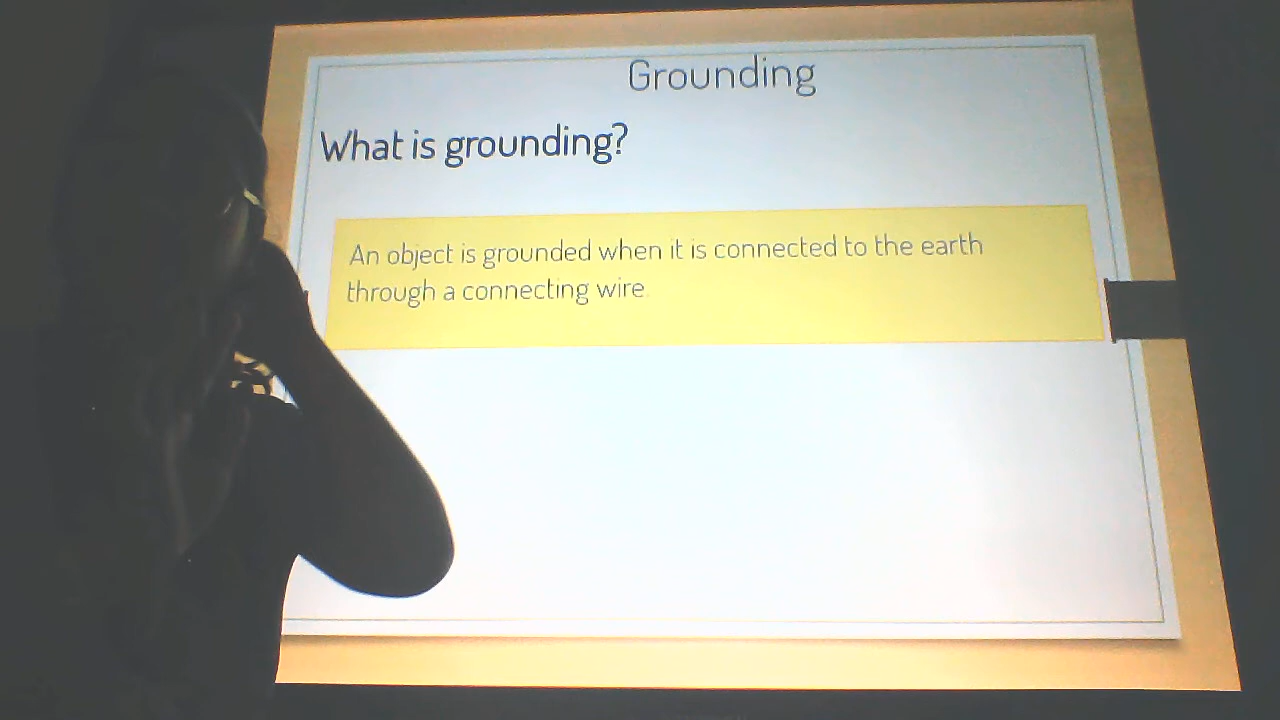 Grounding
What is grounding?
An object is grounded when it is connected to the earth
through a connecting wire.